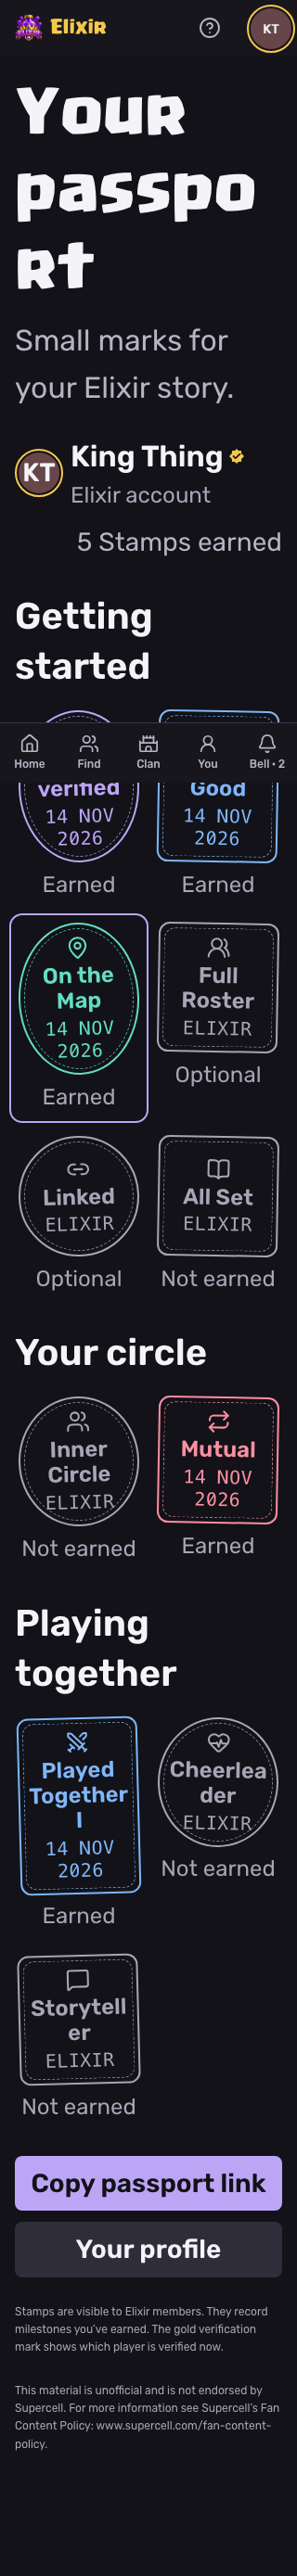 Elixir
KT
Your
passpo
rt
Small marks for
your Elixir story.
KT
King Thing
Elixir account
5 Stamps earned
Getting
started
Home
Find
Clan
You
Bell • 2
verified
14 NOV
2026
Earned
Good
14 NOV
2026
Earned
On the
Map
14 NOV
2026
Earned
Full
Roster
ELIXIR
Optional
Linked
ELIXIR
Optional
All Set
ELIXIR
Not earned
Your circle
Inner
Circle
ELIXIR
Not earned
Mutual
14 NOV
2026
Earned
Playing
together
Played
Together
I
14 NOV
2026
Earned
Cheerlea
der
ELIXIR
Not earned
Storytell
er
ELIXIR
Not earned
Copy passport link
Your profile
Stamps are visible to Elixir members. They record
milestones you’ve earned. The gold verification
mark shows which player is verified now.
This material is unofficial and is not endorsed by
Supercell. For more information see Supercell’s Fan
Content Policy: www.supercell.com/fan-content-
policy.